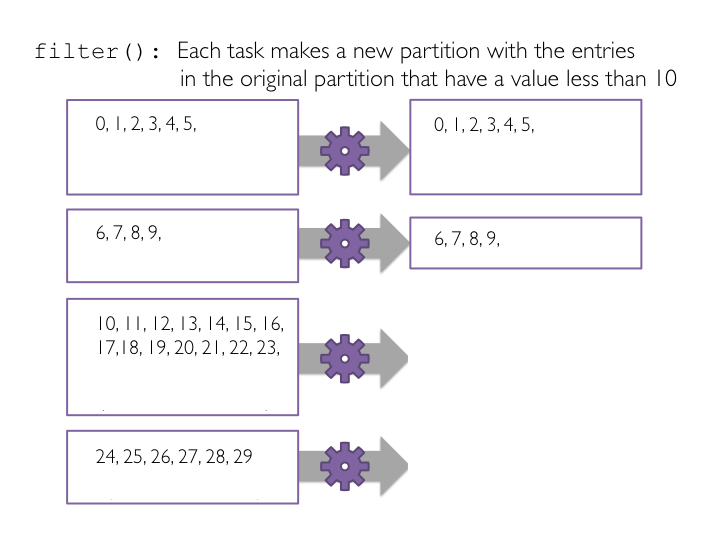 filter(): Each task makes a new partition with the entries
in the original partition that have a value less than 10
0, 1, 2, 3, 4, 5,
0, 1, 2, 3, 4, 5,
6, 7, 8, 9,
6, 7, 8, 9,
10, 11, 12, 13, 14, 15, 16,
17,18, 19, 20, 21, 22, 23,
24, 25, 26, 27, 28, 29